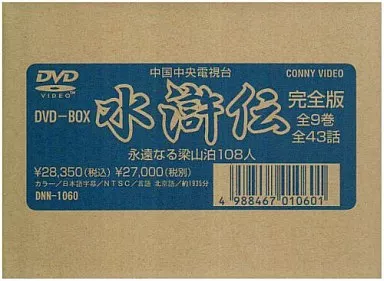 DVD
VIDEO
中国中央電視台
CONNY VIDEO
DVD-BOX
水滸伝
完全版
全9巻
全43話
永遠なる梁山泊108人
¥28,350(税込) ¥27,000(税別)
カラー/日本語字幕/NTSC/言語 北京語/約1935分
DNN-1060
4 988467 010601